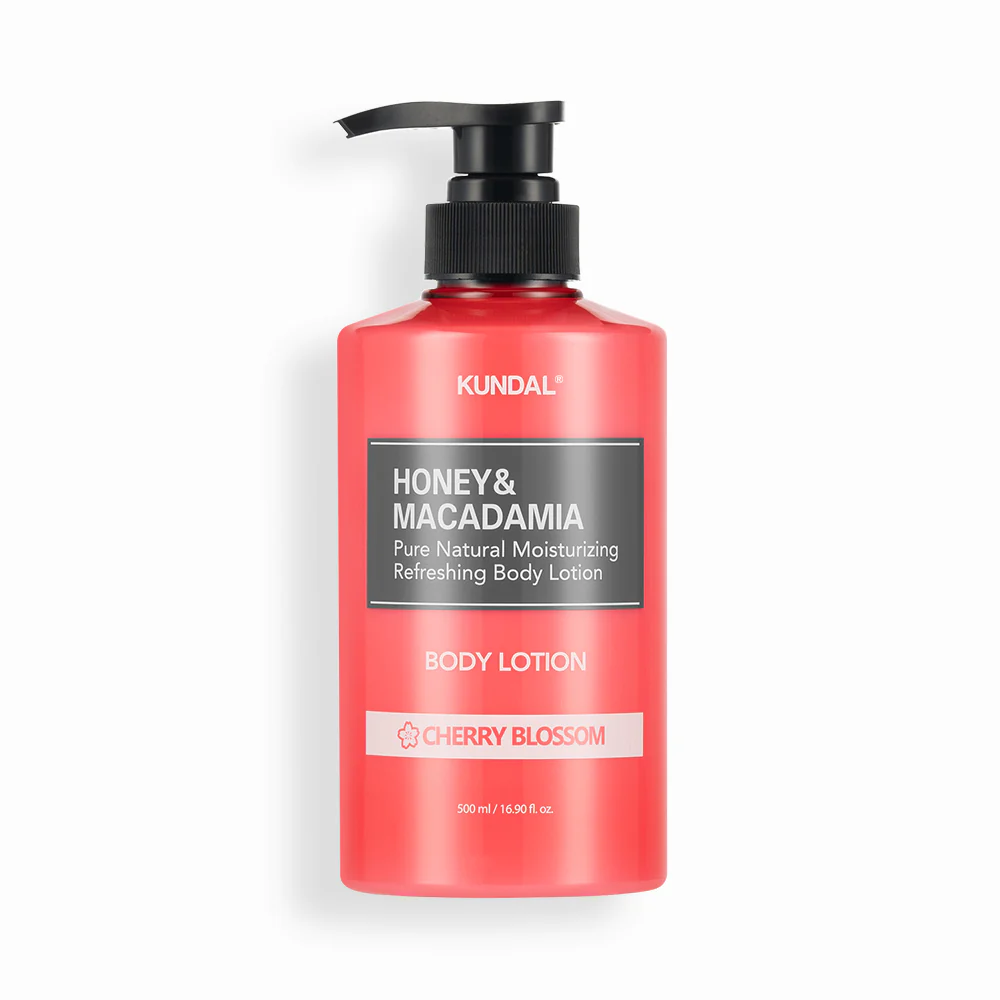 KUNDAL®
HONEY&
MACADAMIA
Pure Natural Moisturizing
Refreshing Body Lotion
BODY LOTION
CHERRY BLOSSOM
500 ml / 16.90 fl. oz.